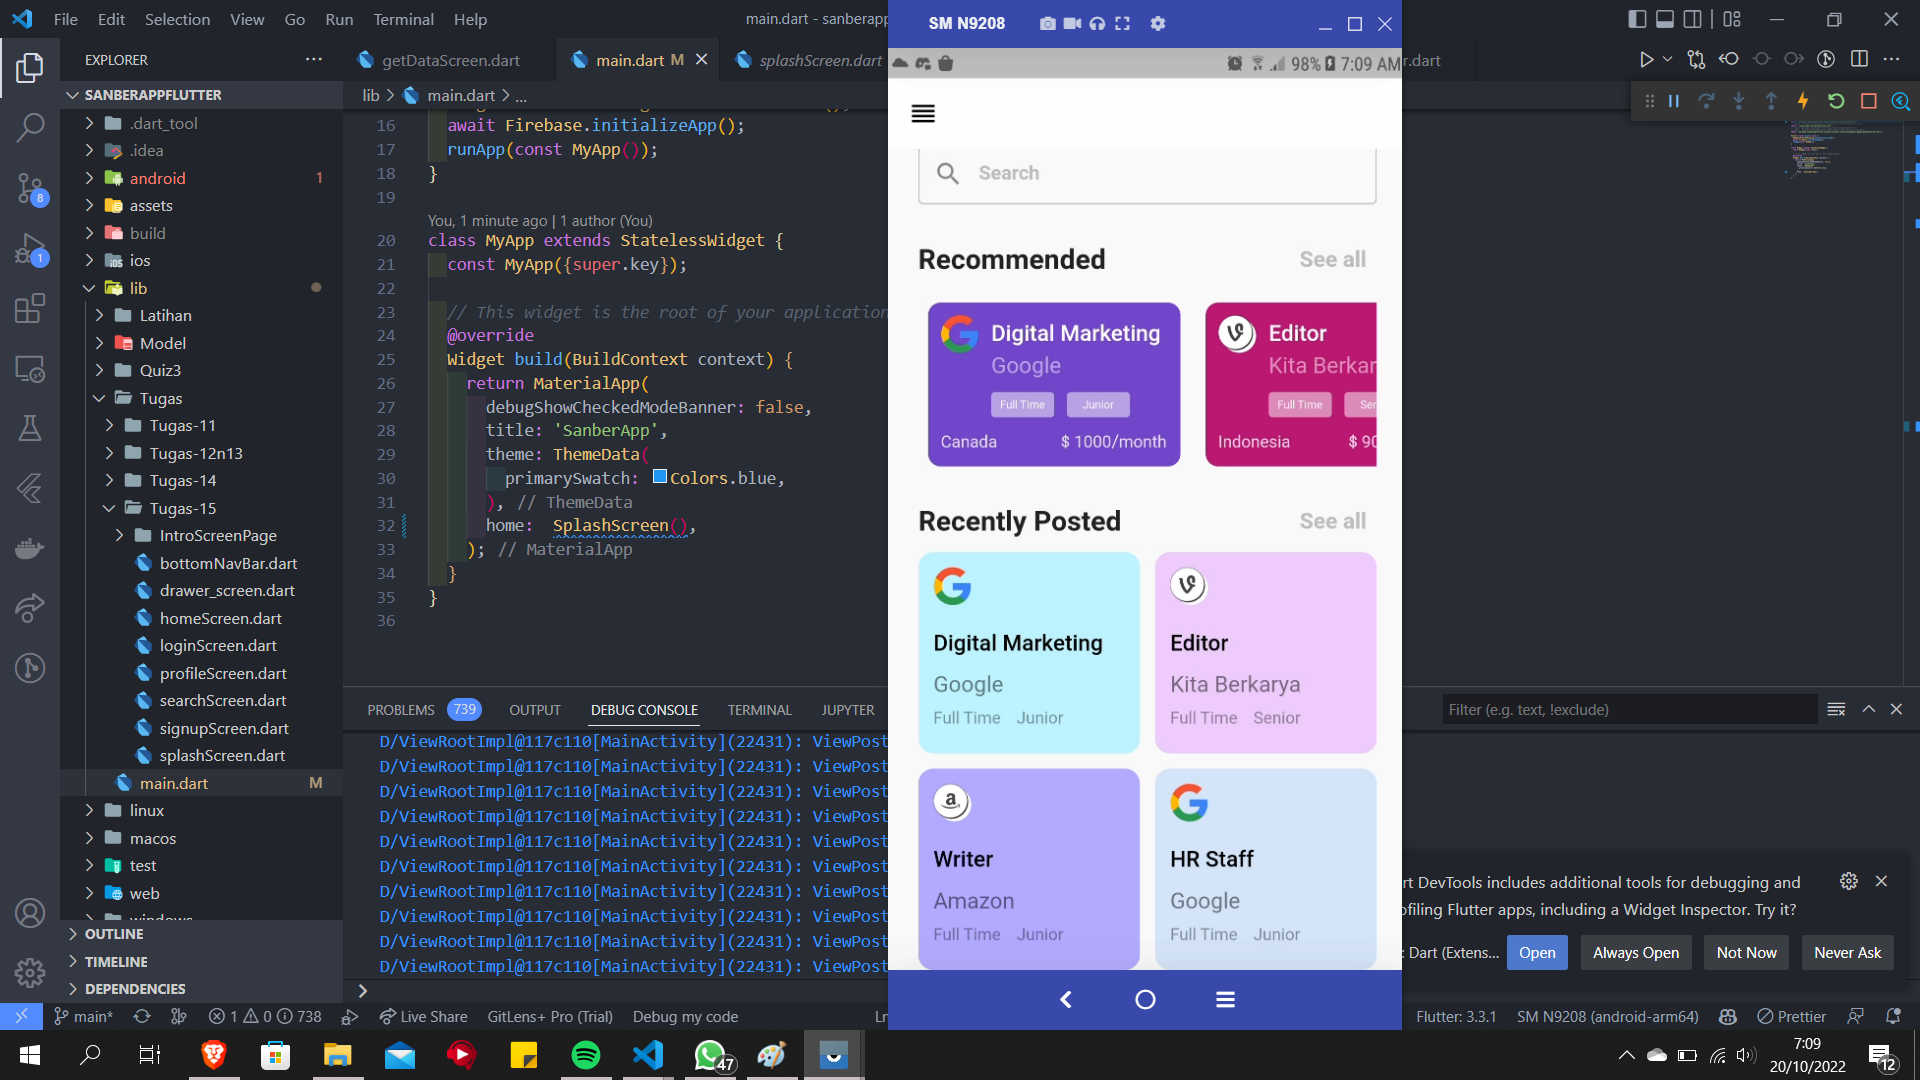 File Edit Selection View Go Run Terminal Help
main.dart - sanberapp
EXPLORER
SANBERAPPFLUTTER
.dart_tool
.idea
android 1
assets
build
ios
lib
Latihan
Model
Quiz3
Tugas
Tugas-11
Tugas-12n13
Tugas-14
Tugas-15
IntroScreenPage
bottomNavBar.dart
drawer_screen.dart
homeScreen.dart
loginScreen.dart
profileScreen.dart
searchScreen.dart
signupScreen.dart
splashScreen.dart
main.dart M
linux
macos
test
web
windows
OUTLINE
TIMELINE
DEPENDENCIES
8
1
getDataScreen.dart
main.dart M
splashScreen.dart
r.dart
lib > main.dart > ...
16 await Firebase.initializeApp();
17 runApp(const MyApp());
18 }
19
You, 1 minute ago | 1 author (You)
20 class MyApp extends StatelessWidget {
21 const MyApp({super.key});
22
23 // This widget is the root of your application
24 @override
25 Widget build(BuildContext context) {
26 return MaterialApp(
27 debugShowCheckedModeBanner: false,
28 title: 'SanberApp',
29 theme: ThemeData(
30 primarySwatch: Colors.blue,
31 ), // ThemeData
32 home:  SplashScreen(),
33 ); // MaterialApp
34 }
35 }
36
PROBLEMS 739 OUTPUT DEBUG CONSOLE TERMINAL JUPYTER
Filter (e.g. text, !exclude)
D/ViewRootImpl@117c110[MainActivity](22431): ViewPost
D/ViewRootImpl@117c110[MainActivity](22431): ViewPost
D/ViewRootImpl@117c110[MainActivity](22431): ViewPost
D/ViewRootImpl@117c110[MainActivity](22431): ViewPost
D/ViewRootImpl@117c110[MainActivity](22431): ViewPost
D/ViewRootImpl@117c110[MainActivity](22431): ViewPost
D/ViewRootImpl@117c110[MainActivity](22431): ViewPost
D/ViewRootImpl@117c110[MainActivity](22431): ViewPost
D/ViewRootImpl@117c110[MainActivity](22431): ViewPost
D/ViewRootImpl@117c110[MainActivity](22431): ViewPost
SM N9208
98% 7:09 AM
Search
Recommended See all
Digital Marketing
Google
Full Time Junior
Canada $ 1000/month
Editor
Kita Berkar
Full Time Ser
Indonesia $ 90
Recently Posted See all
Digital Marketing
Google
Full Time Junior
Editor
Kita Berkarya
Full Time Senior
Writer
Amazon
Full Time Junior
HR Staff
Google
Full Time Junior
rt DevTools includes additional tools for debugging and
ofiling Flutter apps, including a Widget Inspector. Try it?
: Dart (Extens... Open Always Open Not Now Never Ask
main* 1 0 738 Live Share GitLens+ Pro (Trial) Debug my code Ln
Flutter: 3.3.1 SM N9208 (android-arm64) Prettier
47
7:09
20/10/2022
12